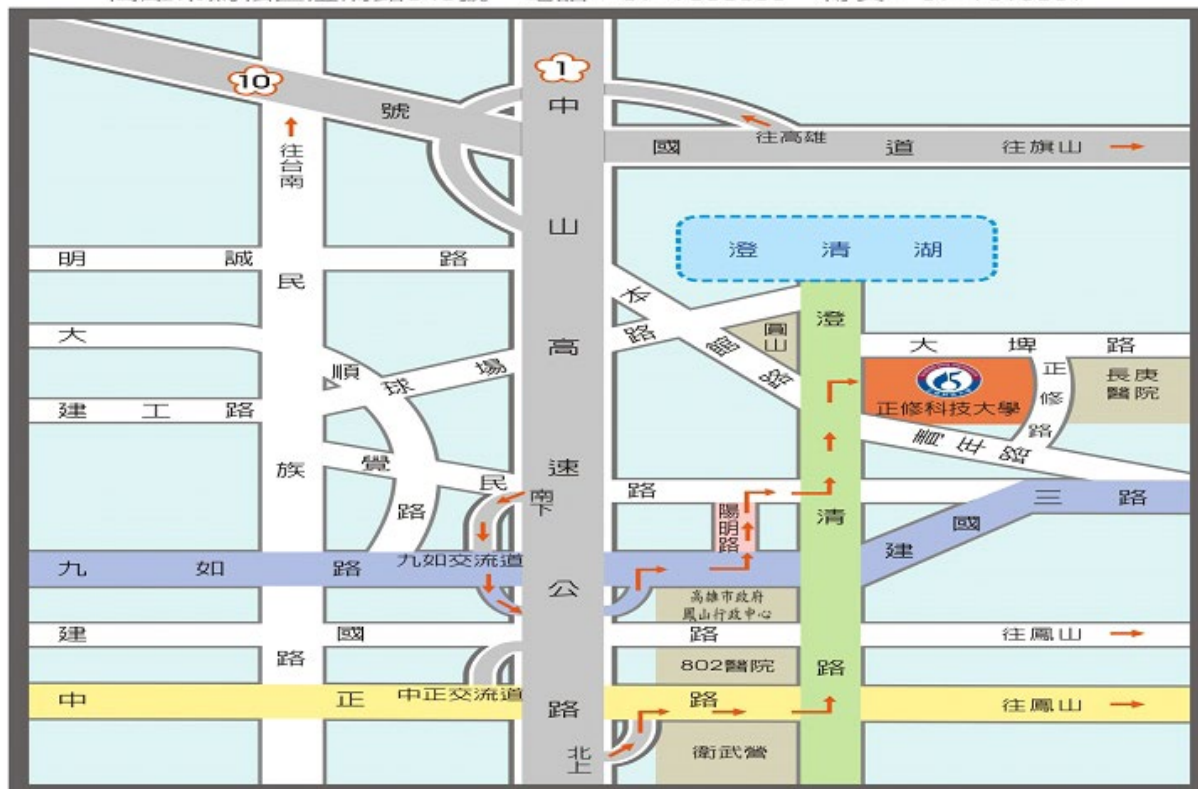 10
1
號
國
往高雄
道
往旗山
往台南
中山高速公路
澄清湖
明誠路
民族路
大順路
球場路
本館路
圓山
澄清路
大埤路
正修科技大學
正修路
長庚
醫院
建工路
覺民路
南下
陽明路
青年路
建國三路
九如路
九如交流道
高雄市政府
鳳山行政中心
建國路
往鳳山
802醫院
中正路
中正交流道
往鳳山
北上
衛武營